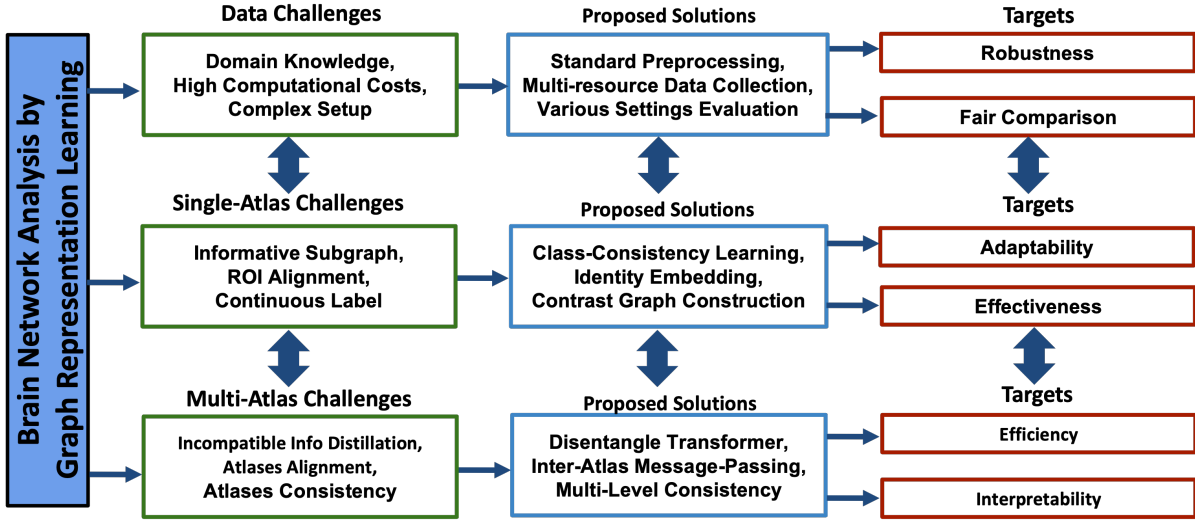 Brain Network Analysis by
Graph Representation Learning
Data Challenges
Domain Knowledge,
High Computational Costs,
Complex Setup
Proposed Solutions
Standard Preprocessing,
Multi-resource Data Collection,
Various Settings Evaluation
Targets
Robustness
Fair Comparison
Single-Atlas Challenges
Informative Subgraph,
ROI Alignment,
Continuous Label
Proposed Solutions
Class-Consistency Learning,
Identity Embedding,
Contrast Graph Construction
Targets
Adaptability
Effectiveness
Multi-Atlas Challenges
Incompatible Info Distillation,
Atlases Alignment,
Atlases Consistency
Proposed Solutions
Disentangle Transformer,
Inter-Atlas Message-Passing,
Multi-Level Consistency
Targets
Efficiency
Interpretability